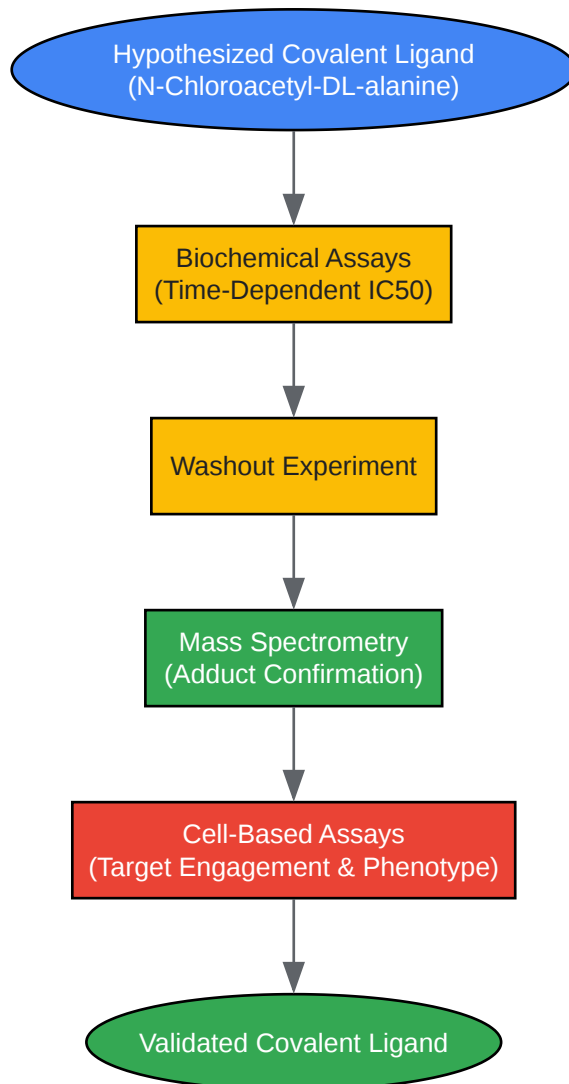 Hypothesized Covalent Ligand
(N-Chloroacetyl-DL-alanine)
Biochemical Assays
(Time-Dependent IC50)
Washout Experiment
Mass Spectrometry
(Adduct Confirmation)
Cell-Based Assays
(Target Engagement & Phenotype)
Validated Covalent Ligand